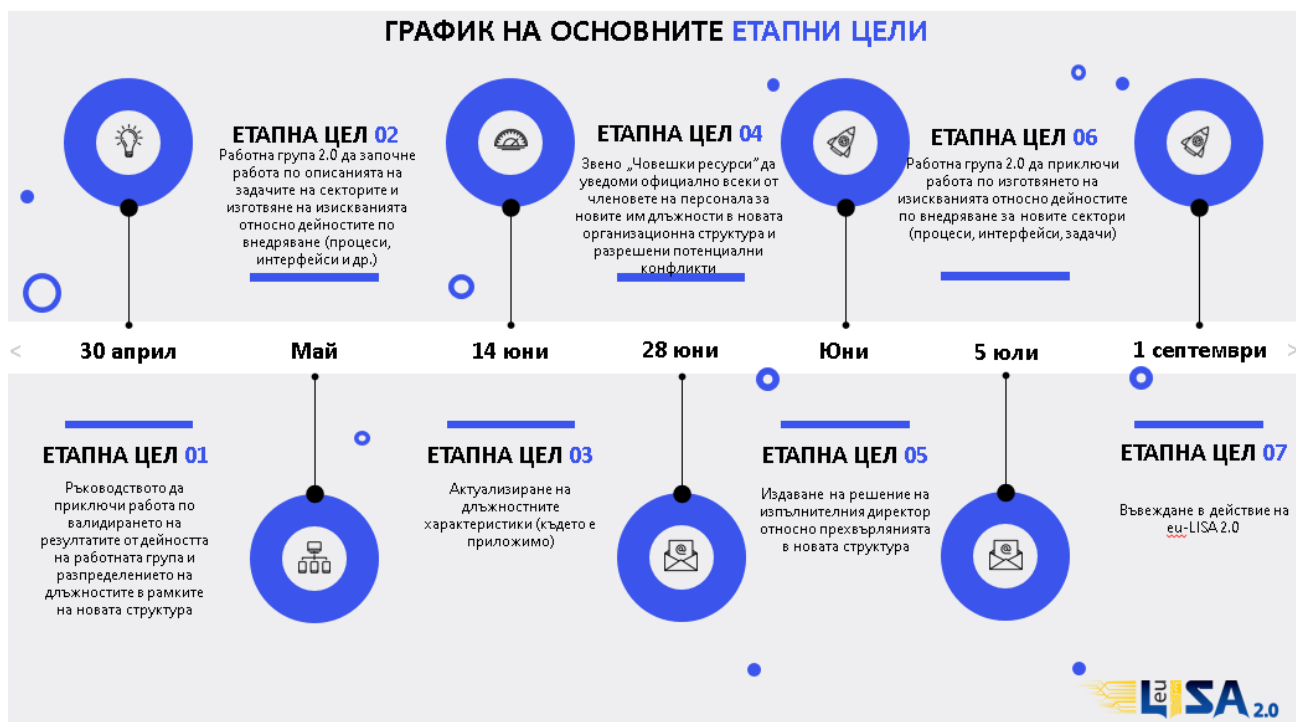 ГРАФИК НА ОСНОВНИТЕ ЕТАПНИ ЦЕЛИ
ЕТАПНА ЦЕЛ 02
Работна група 2.0 да започне
работа по описанията на
задачите на секторите и
изготвяне на изискванията
относно дейностите по
внедряване (процеси,
интерфейси и др.)
ЕТАПНА ЦЕЛ 04
Звено „Човешки ресурси“ да
уведоми официално всеки от
членовете на персонала за
новите им длъжности в новата
организационна структура и
разрешени потенциални
конфликти
ЕТАПНА ЦЕЛ 06
Работна група 2.0 да приключи
работа по изготвянето на
изискванията относно дейностите
по внедряване за новите сектори
(процеси, интерфейси, задачи)
< 30 април Май 14 юни 28 юни Юни 5 юли 1 септември >
ЕТАПНА ЦЕЛ 01
Ръководството да
приключи работа по
валидирането на
резултатите от дейността
на работната група и
разпределението на
длъжностите в рамките
на новата структура
ЕТАПНА ЦЕЛ 03
Актуализиране на
длъжностните
характеристики (където е
приложимо)
ЕТАПНА ЦЕЛ 05
Издаване на решение на
изпълнителния директор
относно прехвърлянията
в новата структура
ЕТАПНА ЦЕЛ 07
Въвеждане в действие на
eu-LISA 2.0
eu LISA 2.0